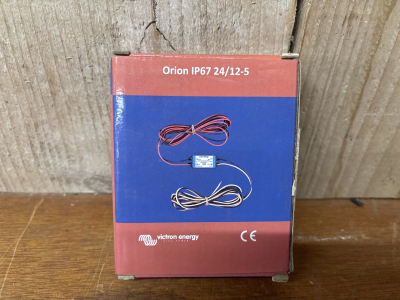 Orion IP67 24/12-5
victron energy
CE